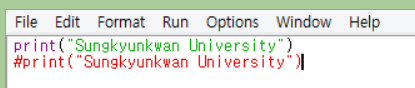 File Edit Format Run Options Window Help
print("Sungkyunkwan University")
#print("Sungkyunkwan University")